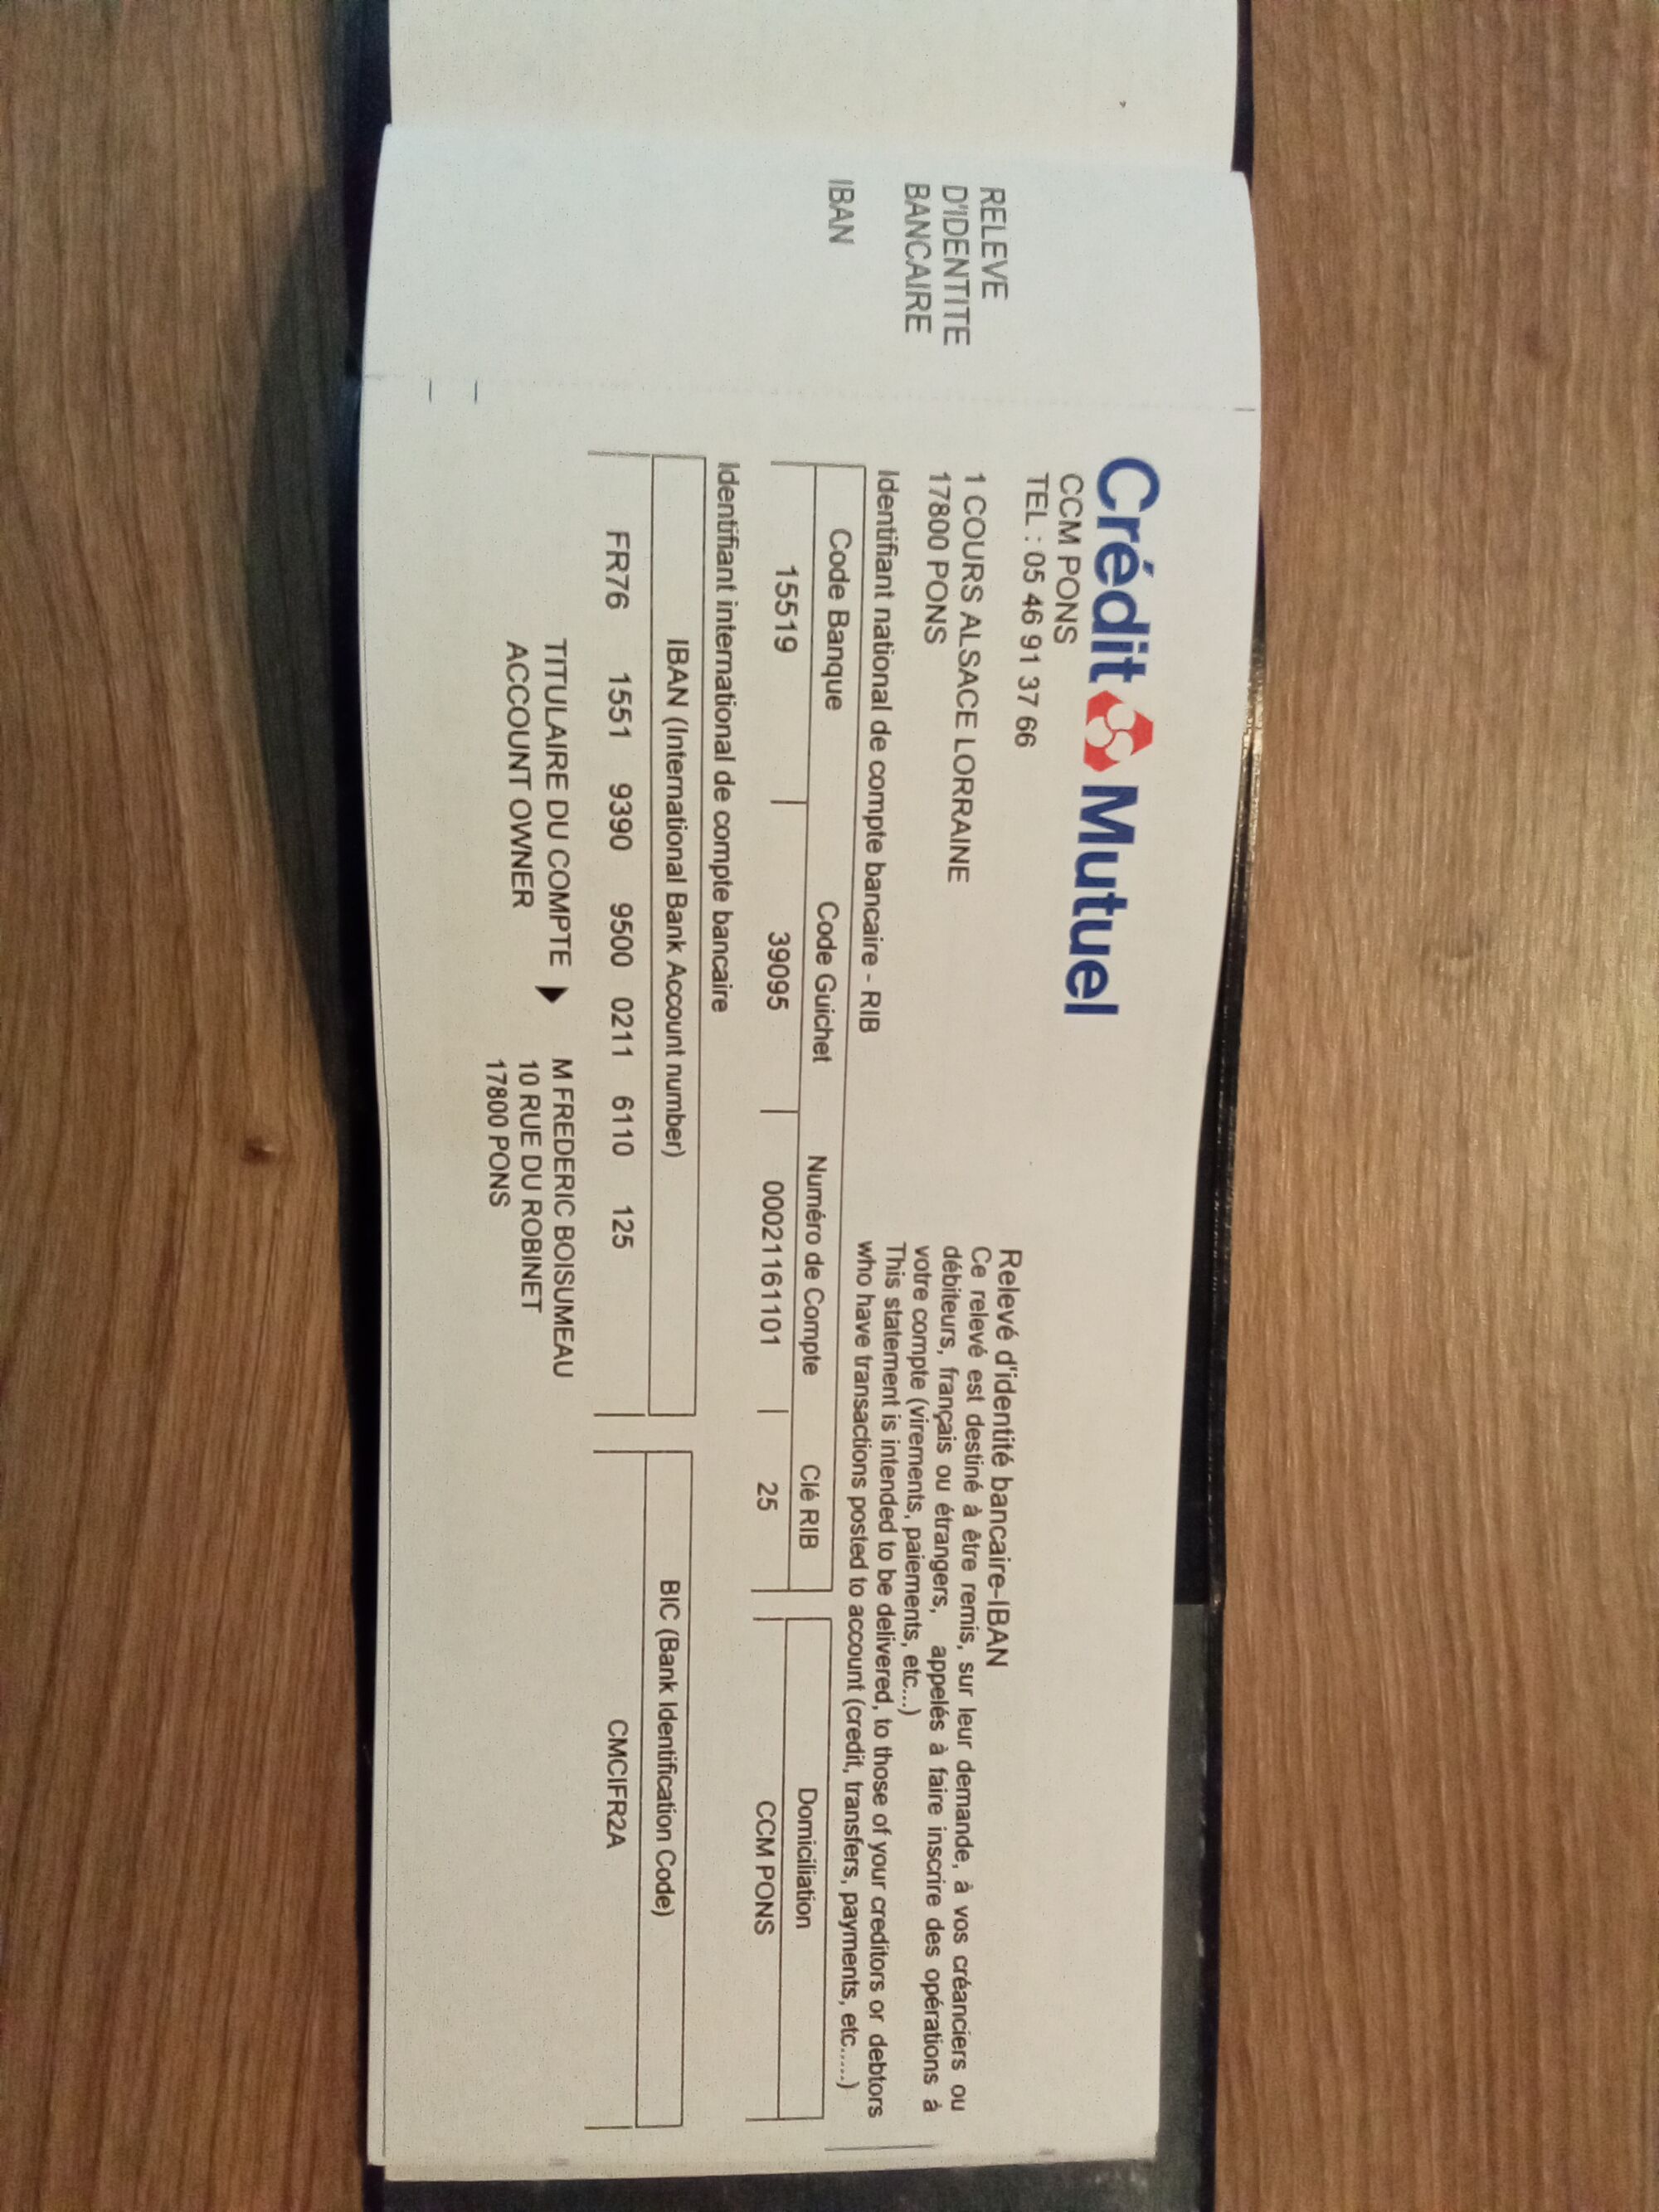 RELEVE
D'IDENTITE
BANCAIRE
IBAN
Crédit Mutuel
CCM PONS
TEL : 05 46 91 37 66
1 COURS ALSACE LORRAINE
17800 PONS
Relevé d'identité bancaire-IBAN
Ce relevé est destiné à être remis, sur leur demande, à vos créanciers ou
débiteurs, français ou étrangers, appelés à faire inscrire des opérations à
votre compte (virements, paiements, etc...)
This statement is intended to be delivered, to those of your creditors or debtors
who have transactions posted to account (credit, transfers, payments, etc.....)
Identifiant national de compte bancaire - RIB
Code Banque Code Guichet Numéro de Compte Clé RIB Domiciliation
15519 39095 00021161101 25 CCM PONS
Identifiant international de compte bancaire
IBAN (International Bank Account number) BIC (Bank Identification Code)
FR76 1551 9390 9500 0211 6110 125 CMCIFR2A
TITULAIRE DU COMPTE M FREDERIC BOISUMEAU
ACCOUNT OWNER 10 RUE DU ROBINET
17800 PONS